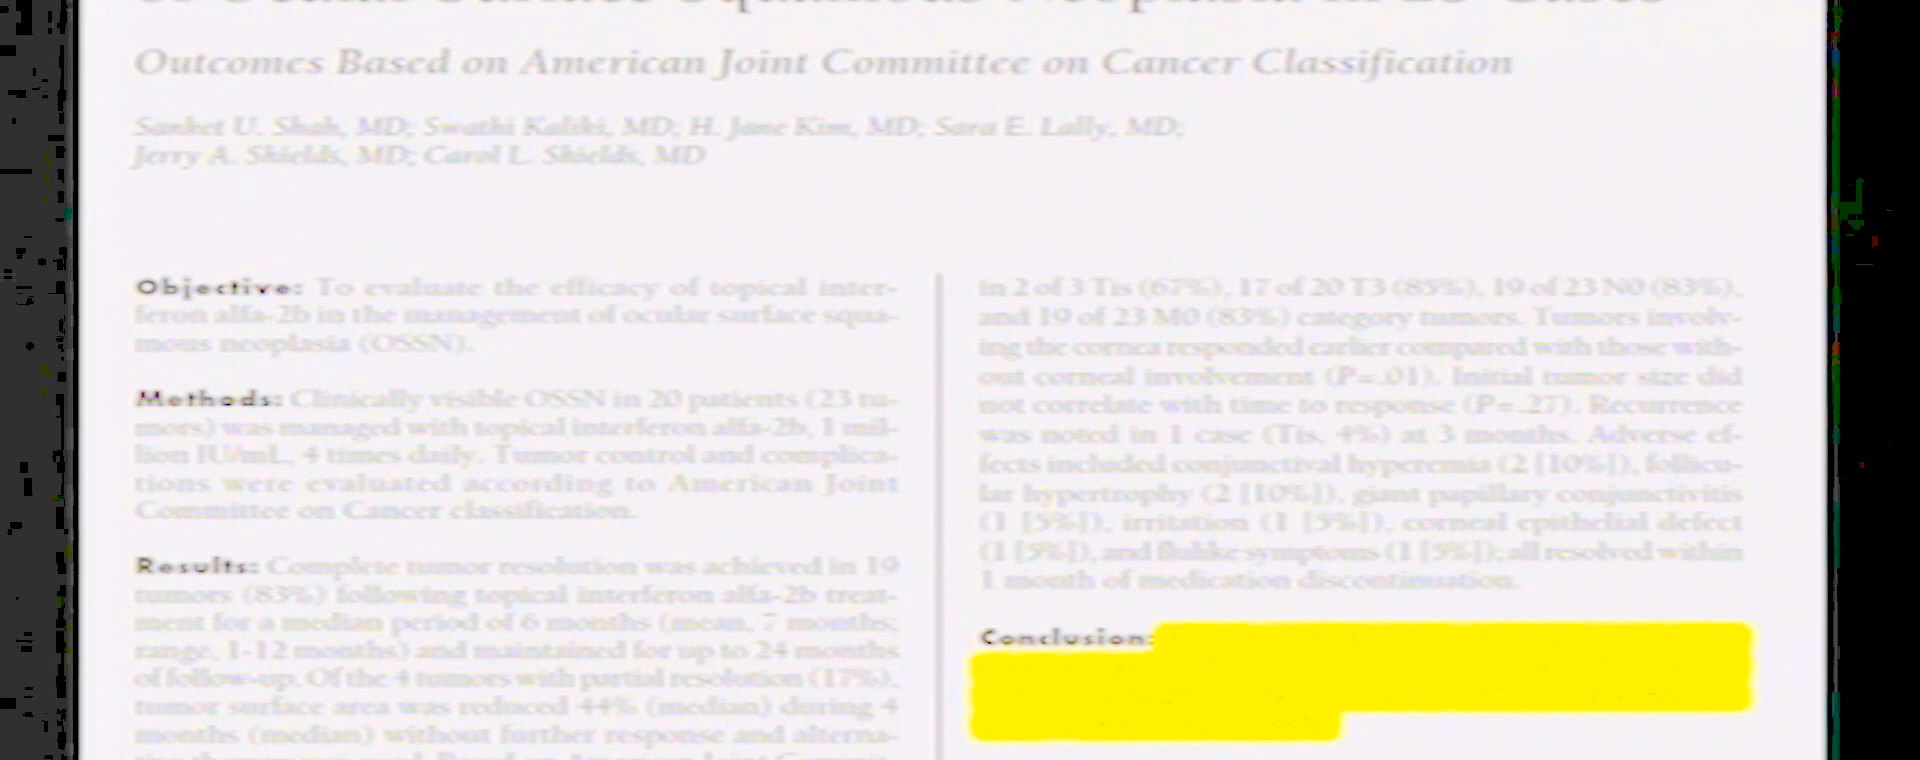 of Ocular Surface Squamous Neoplasia in 23 Cases
Outcomes Based on American Joint Committee on Cancer Classification
Sanket U. Shah, MD; Swathi Kaliki, MD; H. Jane Kim, MD; Sara E. Lally, MD;
Jerry A. Shields, MD; Carol L. Shields, MD
Objective: To evaluate the efficacy of topical inter-
feron alfa-2b in the management of ocular surface squa-
mous neoplasia (OSSN).
Methods: Clinically visible OSSN in 20 patients (23 tu-
mors) was managed with topical interferon alfa-2b, 1 mil-
lion IU/mL, 4 times daily. Tumor control and complica-
tions were evaluated according to American Joint
Committee on Cancer classification.
Results: Complete tumor resolution was achieved in 19
tumors (83%) following topical interferon alfa-2b treat-
ment for a median period of 6 months (mean, 7 months;
range, 1-12 months) and maintained for up to 24 months
of follow-up. Of the 4 tumors with partial resolution (17%),
tumor surface area was reduced 44% (median) during 4
months (median) without further response and alterna-
in 2 of 3 Tis (67%), 17 of 20 T3 (85%), 19 of 23 N0 (83%),
and 19 of 23 M0 (83%) category tumors. Tumors involv-
ing the cornea responded earlier compared with those with-
out corneal involvement (P=.01). Initial tumor size did
not correlate with time to response (P=.27). Recurrence
was noted in 1 case (Tis, 4%) at 3 months. Adverse ef-
fects included conjunctival hyperemia (2 [10%]), follicu-
lar hypertrophy (2 [10%]), giant papillary conjunctivitis
(1 [5%]), irritation (1 [5%]), corneal epithelial defect
(1 [5%]), and flulike symptoms (1 [5%]); all resolved within
1 month of medication discontinuation.
Conclusion: